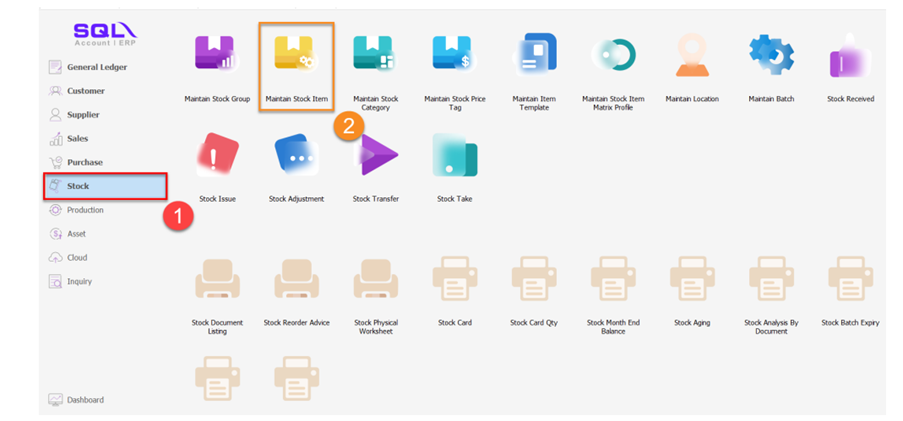 SQL
Account | ERP
General Ledger
Customer
Supplier
Sales
Purchase
Stock
Production
Asset
Cloud
Inquiry
Dashboard
1
Maintain Stock Group
Maintain Stock Item
Maintain Stock
Category
Maintain Stock Price
Tag
Maintain Item
Template
Maintain Stock Item
Matrix Profile
Maintain Location
Maintain Batch
Stock Received
2
Stock Issue
Stock Adjustment
Stock Transfer
Stock Take
Stock Document
Listing
Stock Reorder Advice
Stock Physical
Worksheet
Stock Card
Stock Card Qty
Stock Month End
Balance
Stock Aging
Stock Analysis By
Document
Stock Batch Expiry